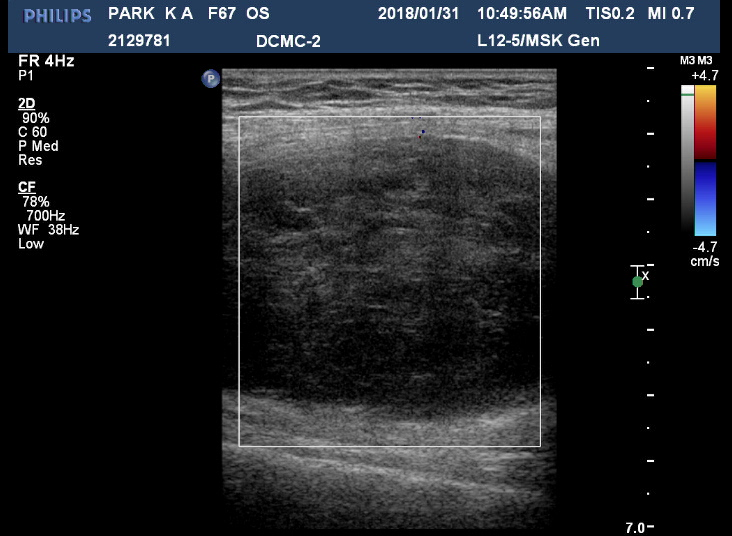 PHILIPS PARK K A F67 OS 2018/01/31 10:49:56AM TIS0.2 MI 0.7
2129781 DCMC-2 L12-5/MSK Gen
FR 4Hz
P1
M3 M3
+4.7
2D
90%
C 60
P Med
Res
P
CF
78%
700Hz
WF 38Hz
Low
-4.7
cm/s
X
7.0